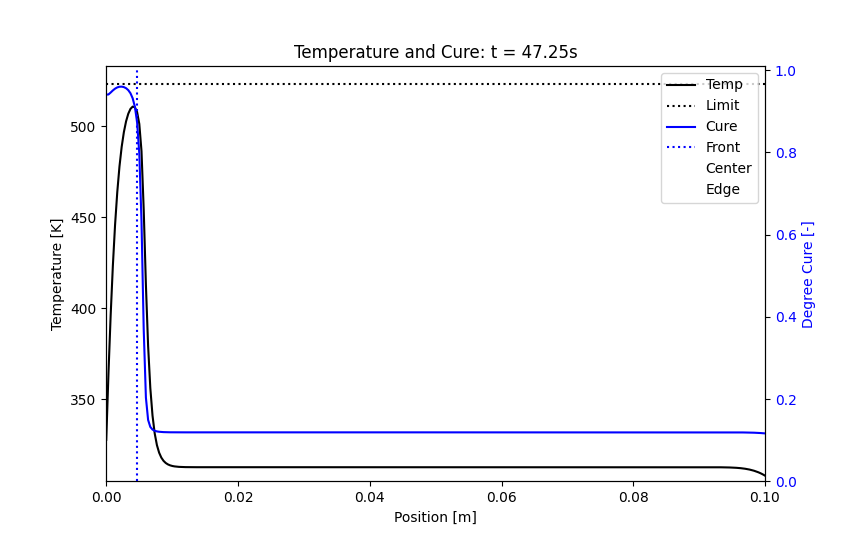 Temperature and Cure: t = 47.25s
Temperature [K]
500
450
400
350
Temp
Limit
Cure
Front
Center
Edge
1.0
0.8
0.6
0.4
0.2
0.0
Degree Cure [-]
0.00
0.02
0.04
0.06
0.08
0.10
Position [m]